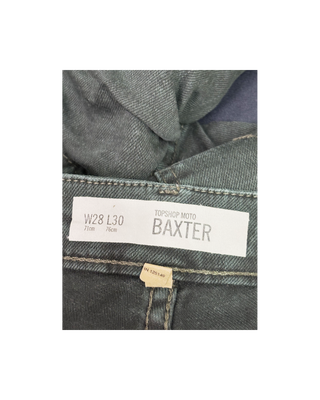 W28 L30
71cm 76cm
TOPSHOP MOTO
BAXTER